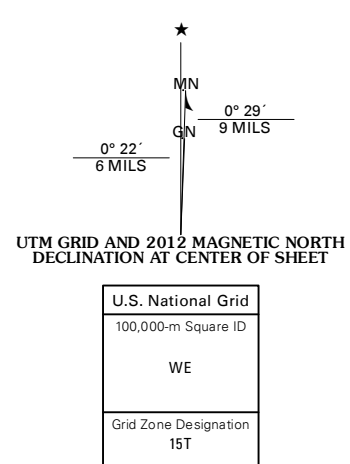 ★
MN
0° 29´
9 MILS
GN
0° 22´
6 MILS
UTM GRID AND 2012 MAGNETIC NORTH
DECLINATION AT CENTER OF SHEET
U.S. National Grid
100,000-m Square ID
WE
Grid Zone Designation
15T